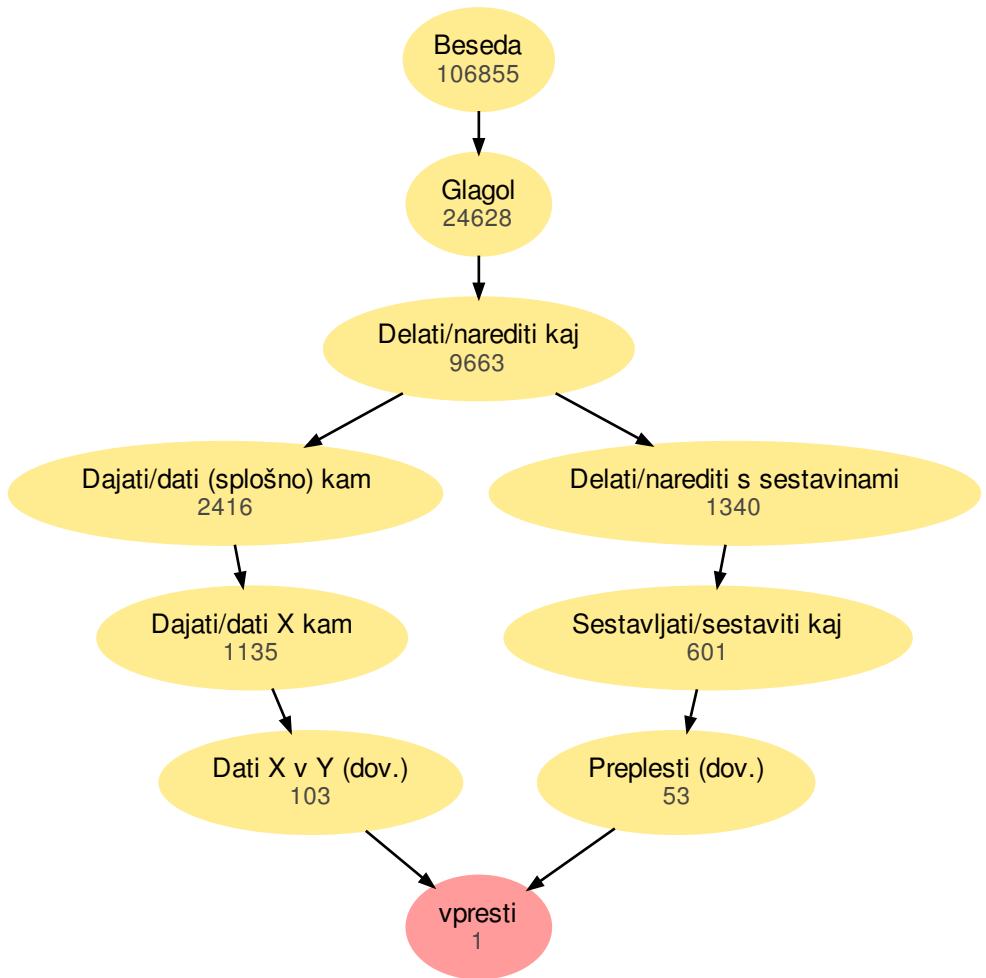 Beseda
106855
Glagol
24628
Delati/narediti kaj
9663
Dajati/dati (splošno) kam
2416
Delati/narediti s sestavinami
1340
Dajati/dati X kam
1135
Sestavljati/sestaviti kaj
601
Dati X v Y (dov.)
103
Preplesti (dov.)
53
vpresti
1